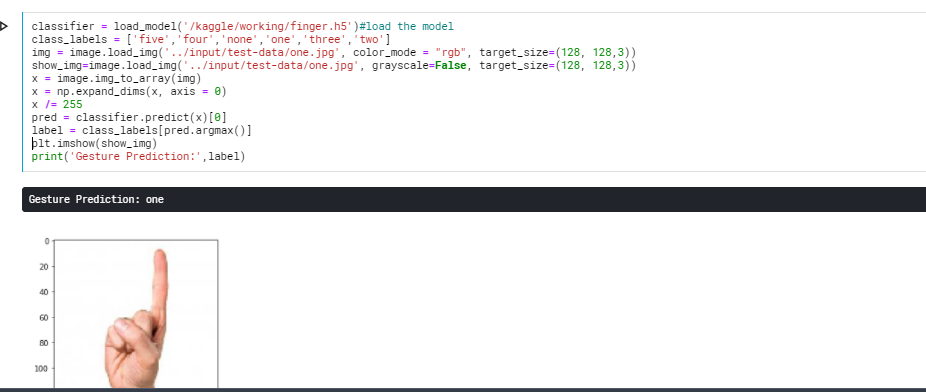 classifier = load_model('/kaggle/working/finger.h5')#load the model
class_labels = ['five','four','none','one','three','two']
img = image.load_img('../input/test-data/one.jpg', color_mode = "rgb", target_size=(128, 128,3))
show_img=image.load_img('../input/test-data/one.jpg', grayscale=False, target_size=(128, 128,3))
x = image.img_to_array(img)
x = np.expand_dims(x, axis = 0)
x /= 255
pred = classifier.predict(x)[0]
label = class_labels[pred.argmax()]
plt.imshow(show_img)
print('Gesture Prediction:',label)
Gesture Prediction: one
0
20
40
60
80
100